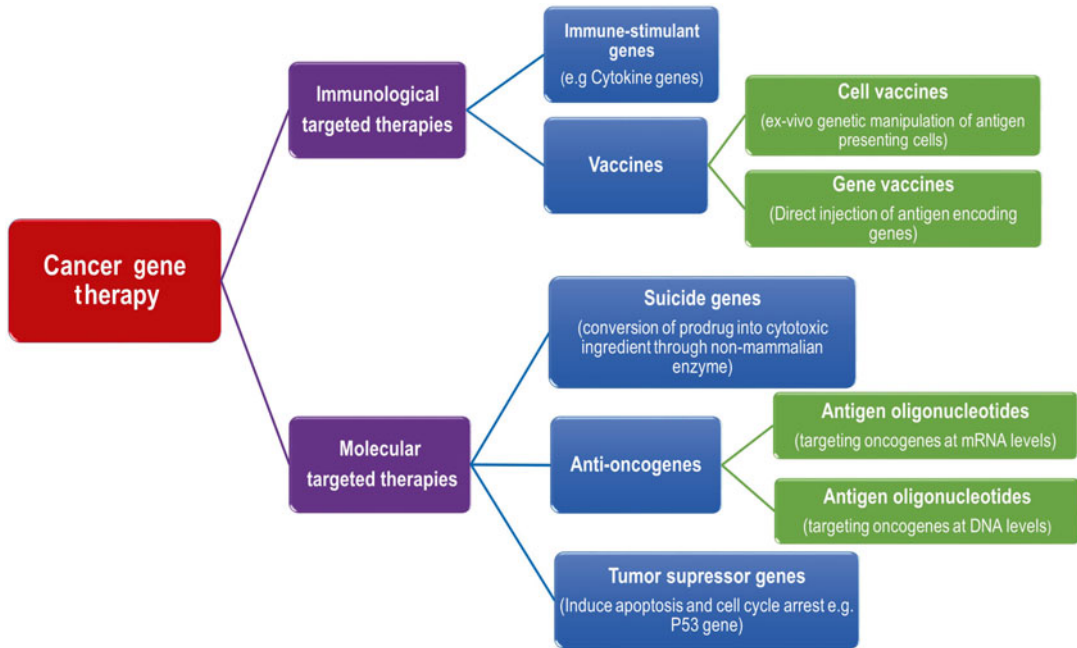 Cancer gene
therapy
Immunological
targeted therapies
Immune-stimulant
genes
(e.g Cytokine genes)
Vaccines
Cell vaccines
(ex-vivo genetic manipulation of antigen
presenting cells)
Gene vaccines
(Direct injection of antigen encoding
genes)
Molecular
targeted therapies
Suicide genes
(conversion of prodrug into cytotoxic
ingredient through non-mammalian
enzyme)
Anti-oncogenes
Antigen oligonucleotides
(targeting oncogenes at mRNA levels)
Antigen oligonucleotides
(targeting oncogenes at DNA levels)
Tumor supressor genes
(Induce apoptosis and cell cycle arrest e.g.
P53 gene)